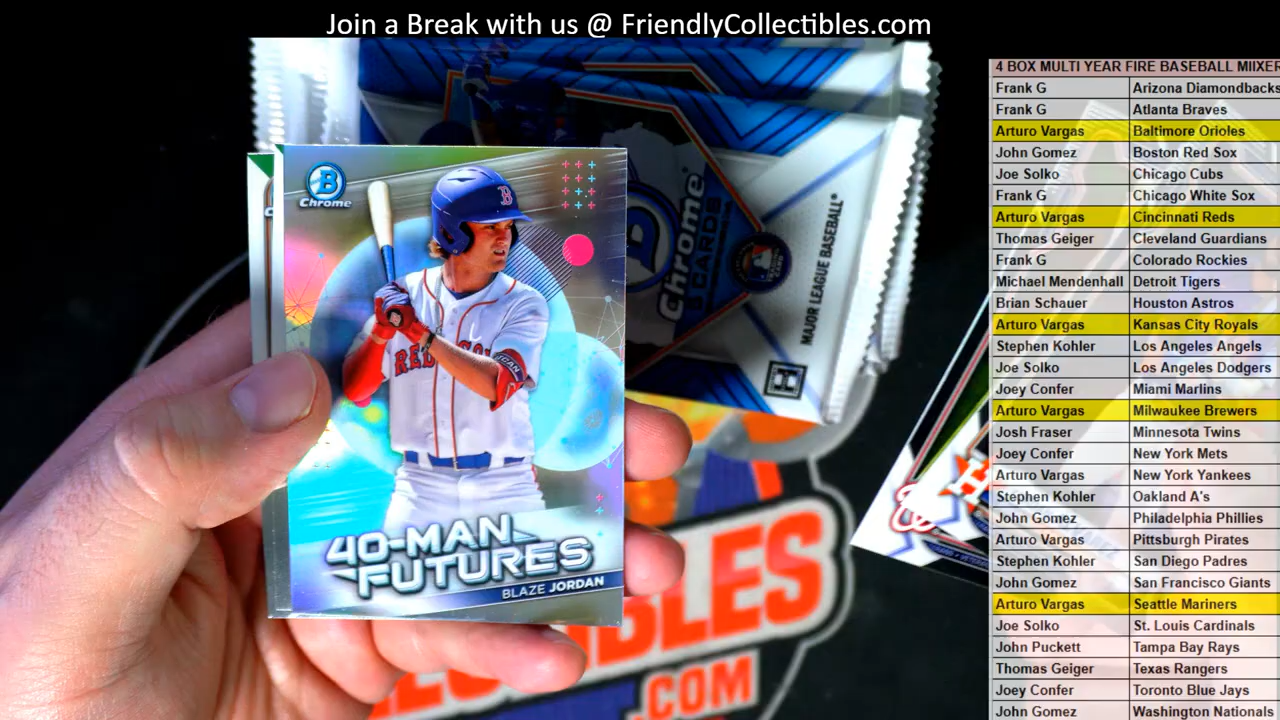 Join a Break with us @ FriendlyCollectibles.com
4 BOX MULTI YEAR FIRE BASEBALL MIIXER
Frank G Arizona Diamondbacks
Frank G Atlanta Braves
Arturo Vargas Baltimore Orioles
John Gomez Boston Red Sox
Joe Solko Chicago Cubs
Frank G Chicago White Sox
Arturo Vargas Cincinnati Reds
Thomas Geiger Cleveland Guardians
Frank G Colorado Rockies
Michael Mendenhall Detroit Tigers
Brian Schauer Houston Astros
Arturo Vargas Kansas City Royals
Stephen Kohler Los Angeles Angels
Joe Solko Los Angeles Dodgers
Joey Confer Miami Marlins
Arturo Vargas Milwaukee Brewers
Josh Fraser Minnesota Twins
Joey Confer New York Mets
Arturo Vargas New York Yankees
Stephen Kohler Oakland A's
John Gomez Philadelphia Phillies
Arturo Vargas Pittsburgh Pirates
Stephen Kohler San Diego Padres
John Gomez San Francisco Giants
Arturo Vargas Seattle Mariners
Joe Solko St. Louis Cardinals
John Puckett Tampa Bay Rays
Thomas Geiger Texas Rangers
Joey Confer Toronto Blue Jays
John Gomez Washington Nationals
B
Chrome
B
RED SO
40-MAN
FUTURES
BLAZE JORDAN
Chrome
5 CARDS
MAJOR LEAGUE BASEBALL®
H
.COM